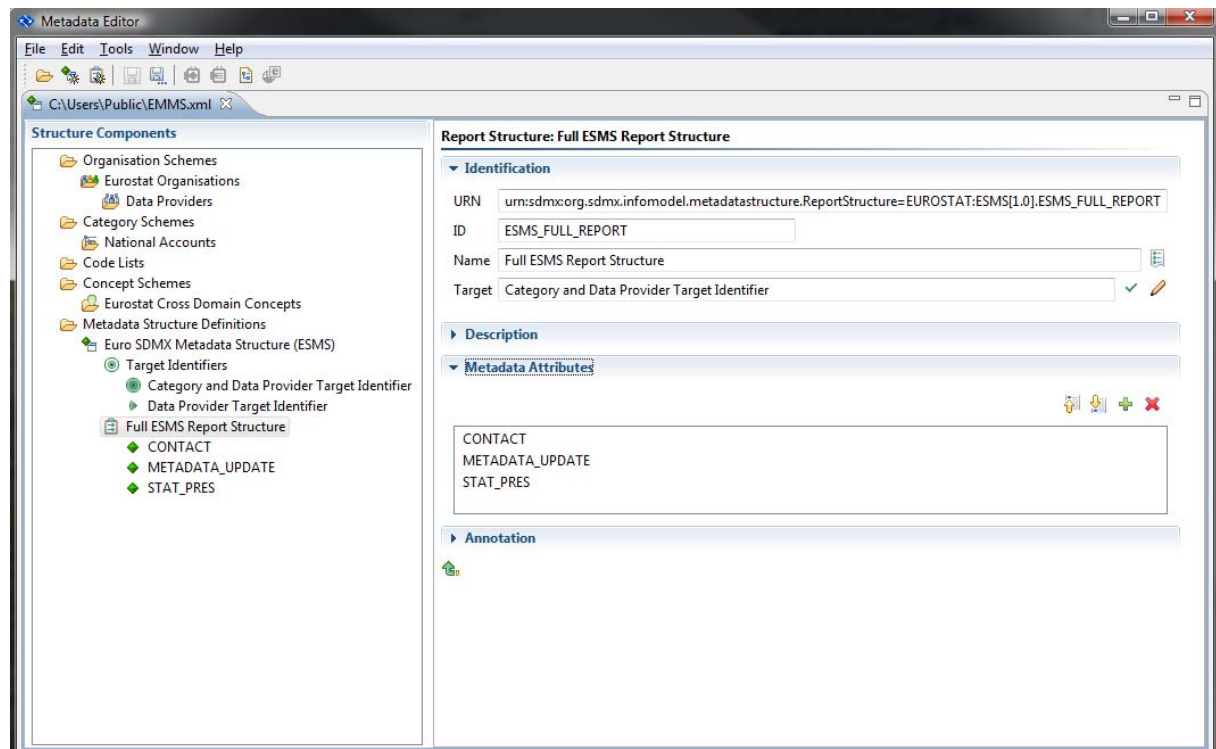 Metadata Editor
File Edit Tools Window Help
C:\Users\Public\EMMS.xml
Structure Components
Organisation Schemes
Eurostat Organisations
Data Providers
Category Schemes
National Accounts
Code Lists
Concept Schemes
Eurostat Cross Domain Concepts
Metadata Structure Definitions
Euro SDMX Metadata Structure (ESMS)
Target Identifiers
Category and Data Provider Target Identifier
Data Provider Target Identifier
Full ESMS Report Structure
CONTACT
METADATA_UPDATE
STAT_PRES
Report Structure: Full ESMS Report Structure
Identification
URN urn:sdmx:org.sdmx.infomodel.metadatastructure.ReportStructure=EUROSTAT:ESMS[1.0].ESMS_FULL_REPORT
ID ESMS_FULL_REPORT
Name Full ESMS Report Structure
Target Category and Data Provider Target Identifier
Description
Metadata Attributes
CONTACT
METADATA_UPDATE
STAT_PRES
Annotation